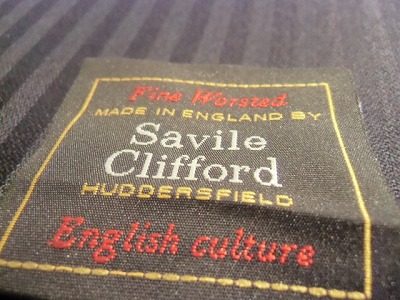 Fine Worsted
MADE IN ENGLAND BY
Savile
Clifford
HUDDERSFIELD
English culture